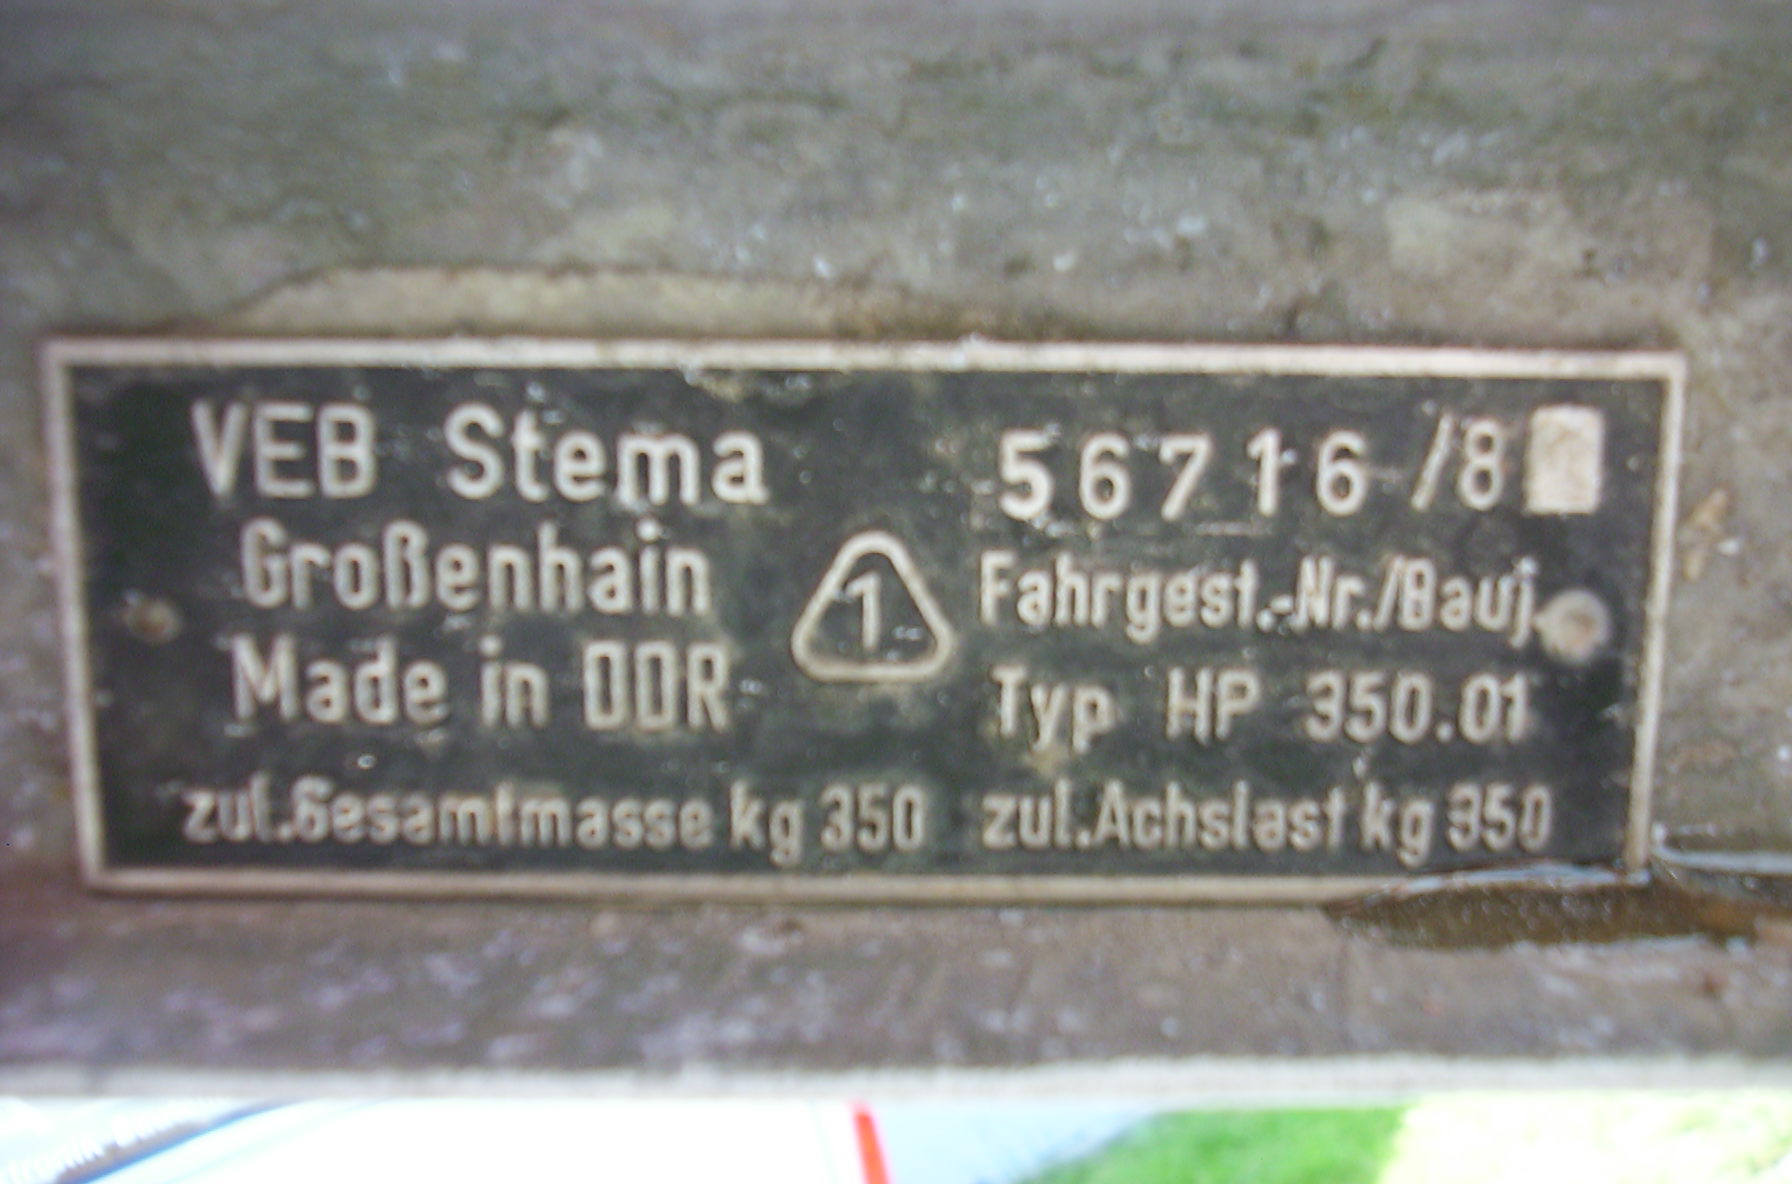 VEB Stema
Großenhain
Made in DDR
1
56716/8
Fahrgest.-Nr./Bauj.
Typ HP 350.01
zul.Gesamtmasse kg 350
zul.Achslast kg 350